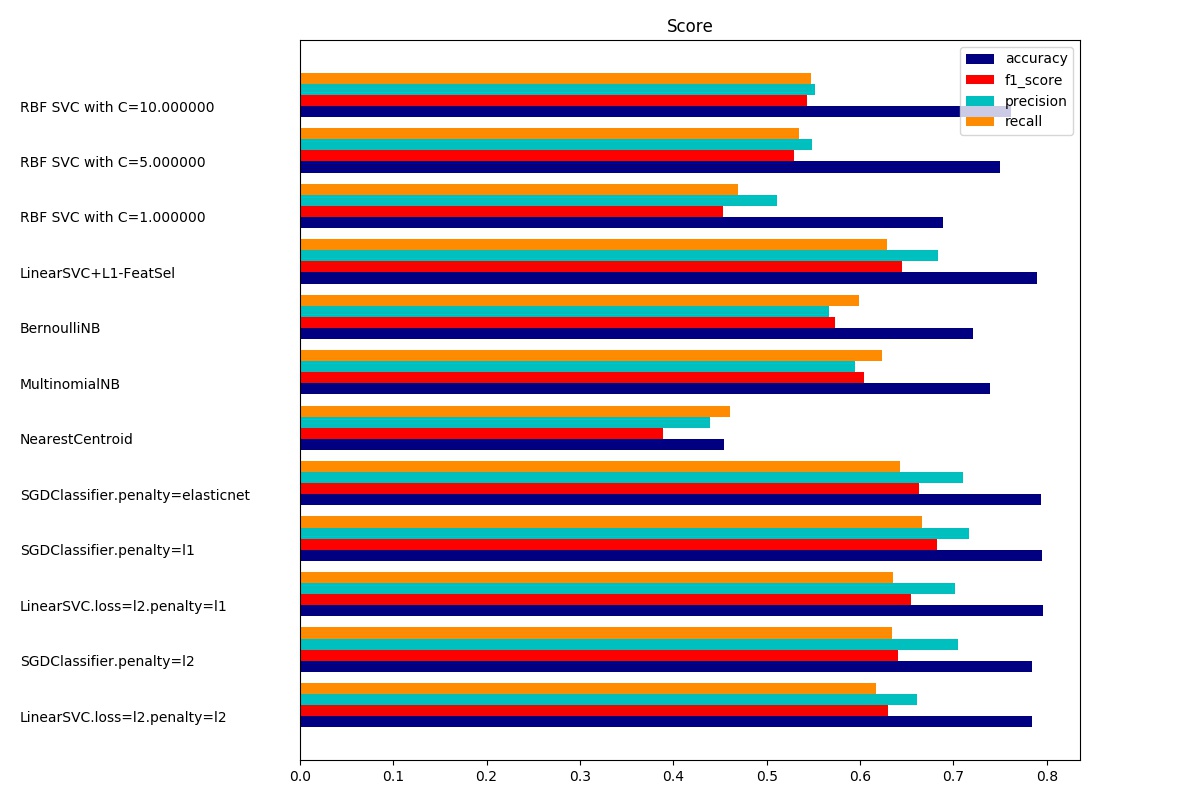 Score
accuracy
f1_score
precision
recall
RBF SVC with C=10.000000
RBF SVC with C=5.000000
RBF SVC with C=1.000000
LinearSVC+L1-FeatSel
BernoulliNB
MultinomialNB
NearestCentroid
SGDClassifier.penalty=elasticnet
SGDClassifier.penalty=l1
LinearSVC.loss=l2.penalty=l1
SGDClassifier.penalty=l2
LinearSVC.loss=l2.penalty=l2
0.0 0.1 0.2 0.3 0.4 0.5 0.6 0.7 0.8